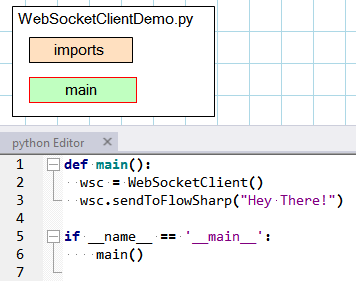 WebSocketClientDemo.py
imports
main
python Editor
1 def main():
2 wsc = WebSocketClient()
3 wsc.sendToFlowSharp("Hey There!")
4
5 if __name__ == '__main__':
6 main()
7